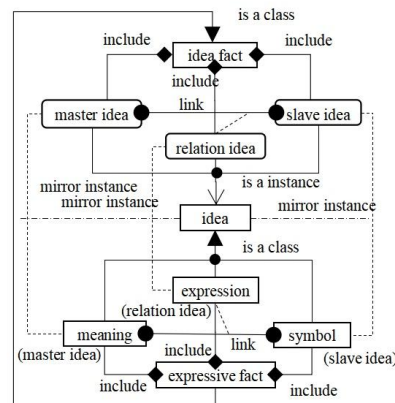 is a class
include
include
idea fact
include
link
master idea
slave idea
relation idea
is a instance
mirror instance
mirror instance
mirror instance
idea
is a class
expression
(relation idea)
meaning
link
symbol
(master idea)
(slave idea)
include
include
expressive fact
include